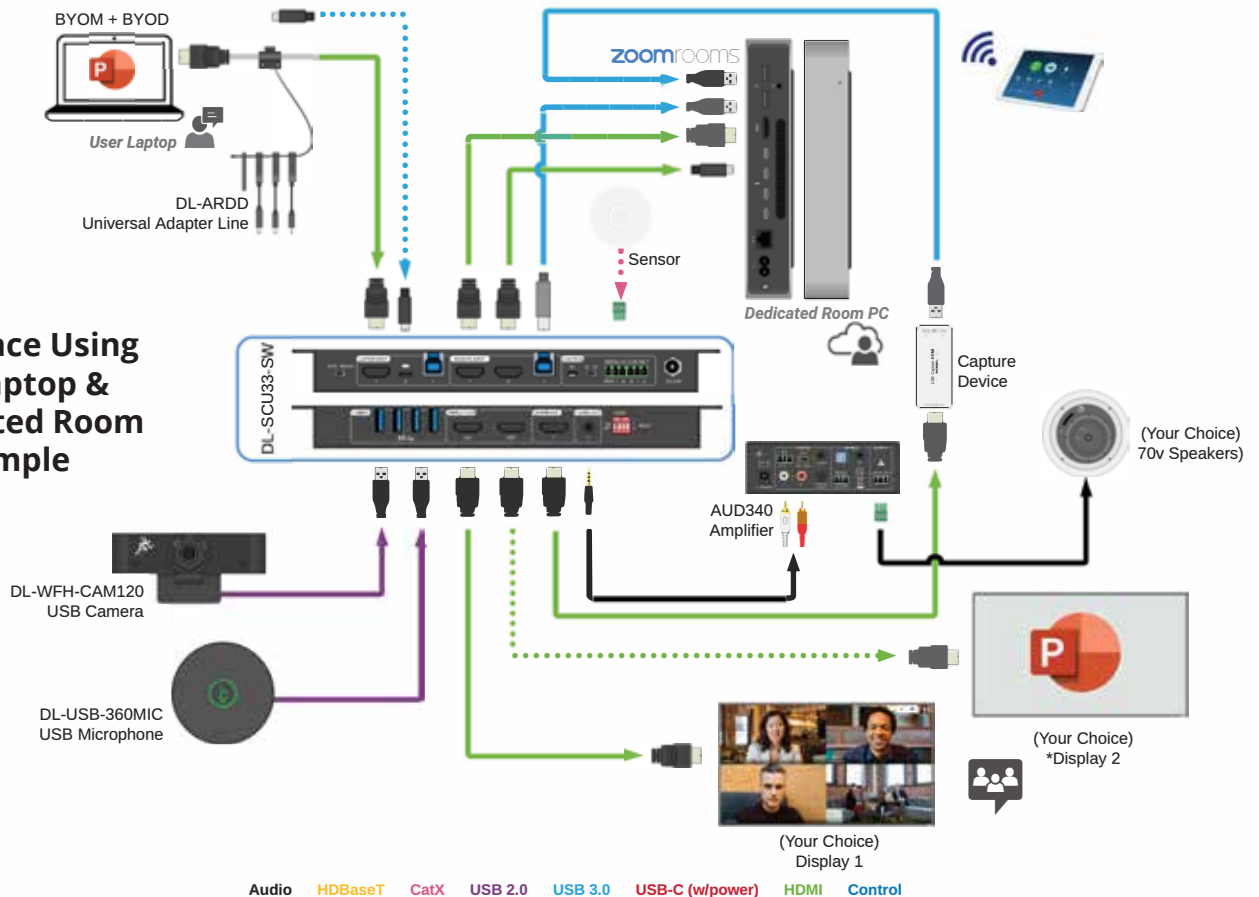 BYOM + BYOD
P
User Laptop
DL-ARDD
Universal Adapter Line
zoomrooms
Sensor
Dedicated Room PC
Capture
Device
nce Using
aptop &
ted Room
mple
DL-SCU33-SW
(Your Choice)
70v Speakers)
AUD340
Amplifier
DL-WFH-CAM120
USB Camera
DL-USB-360MIC
USB Microphone
P
(Your Choice)
*Display 2
(Your Choice)
Display 1
Audio HDBaseT CatX USB 2.0 USB 3.0 USB-C (w/power) HDMI Control